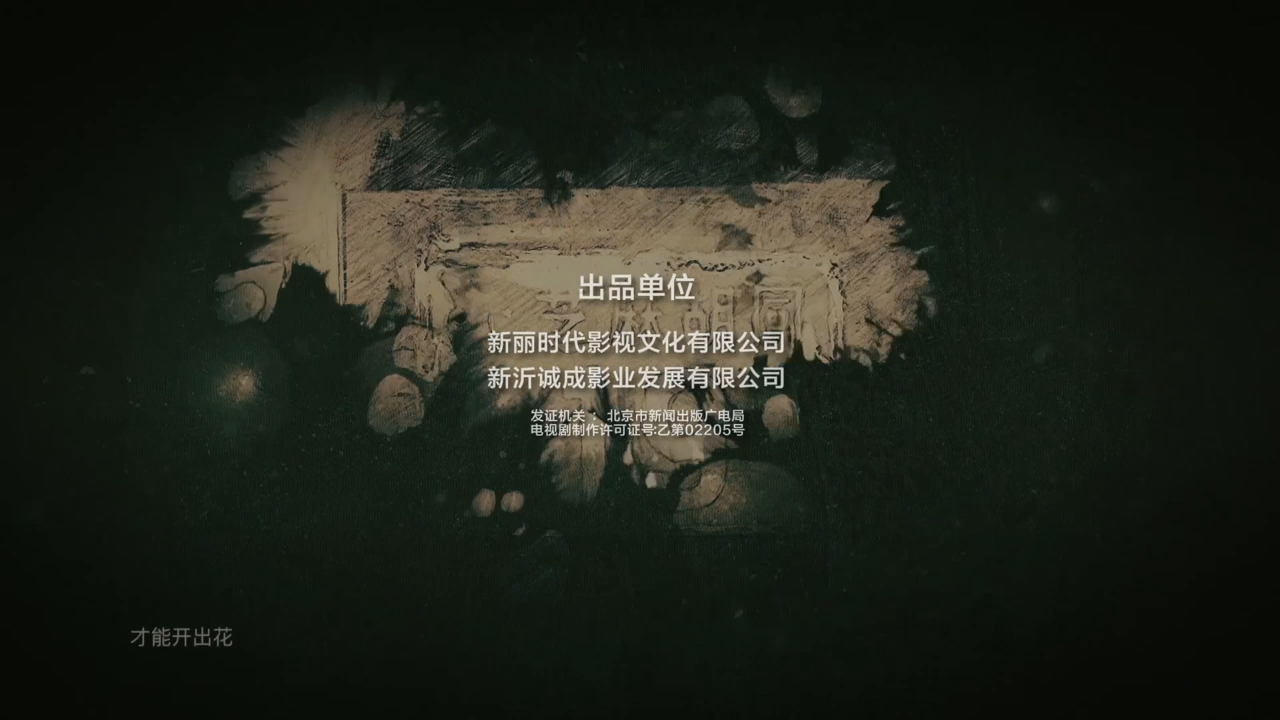 出品单位
新丽时代影视文化有限公司
新沂诚成影业发展有限公司
发证机关： 北京市新闻出版广电局
电视剧制作许可证号:乙第02205号
才能开出花